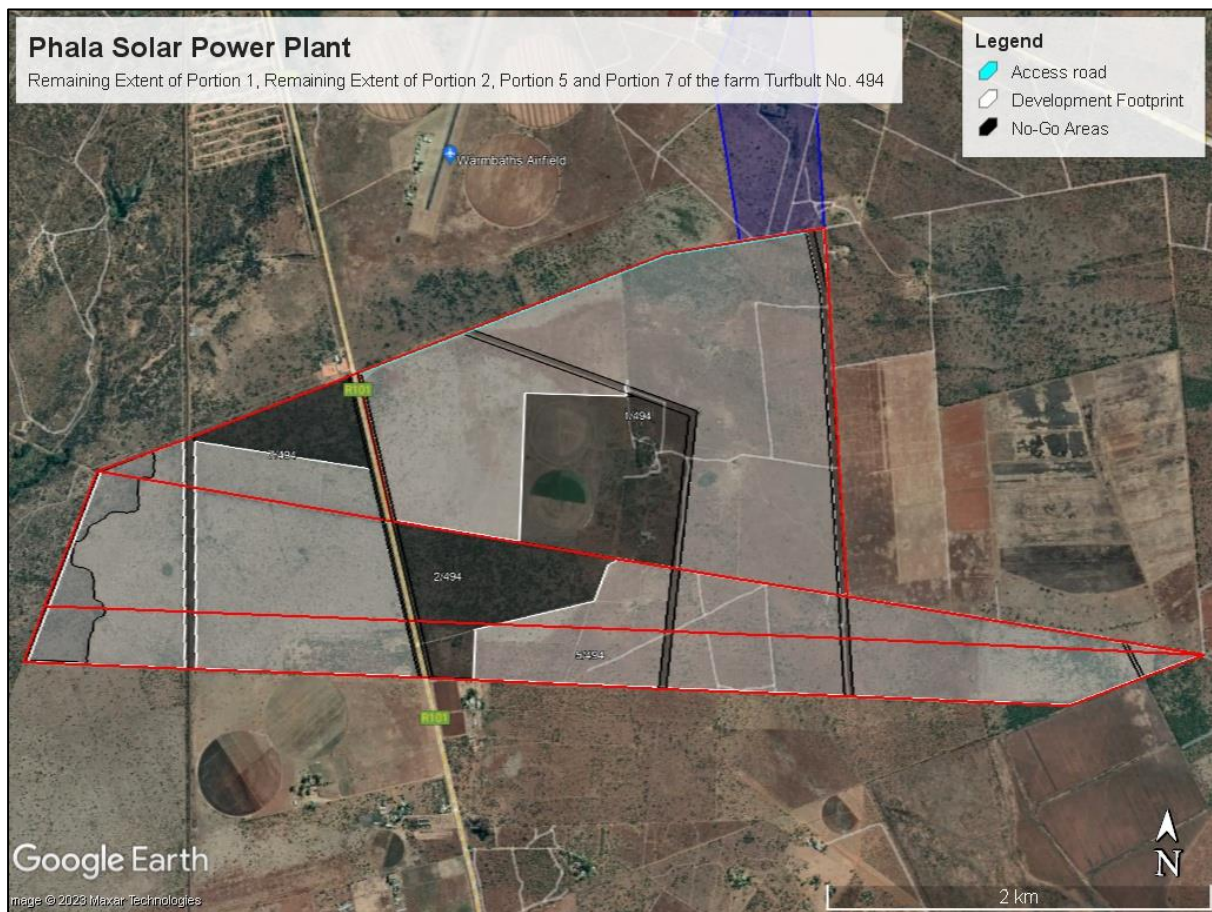 Phala Solar Power Plant
Remaining Extent of Portion 1, Remaining Extent of Portion 2, Portion 5 and Portion 7 of the farm Turfbult No. 494
Legend
Access road
Development Footprint
No-Go Areas
Warmbaths Airfield
R101
1/494
7/494
2/494
5/494
R101
Google Earth
N
mage © 2023 Maxar Technologies
2 km